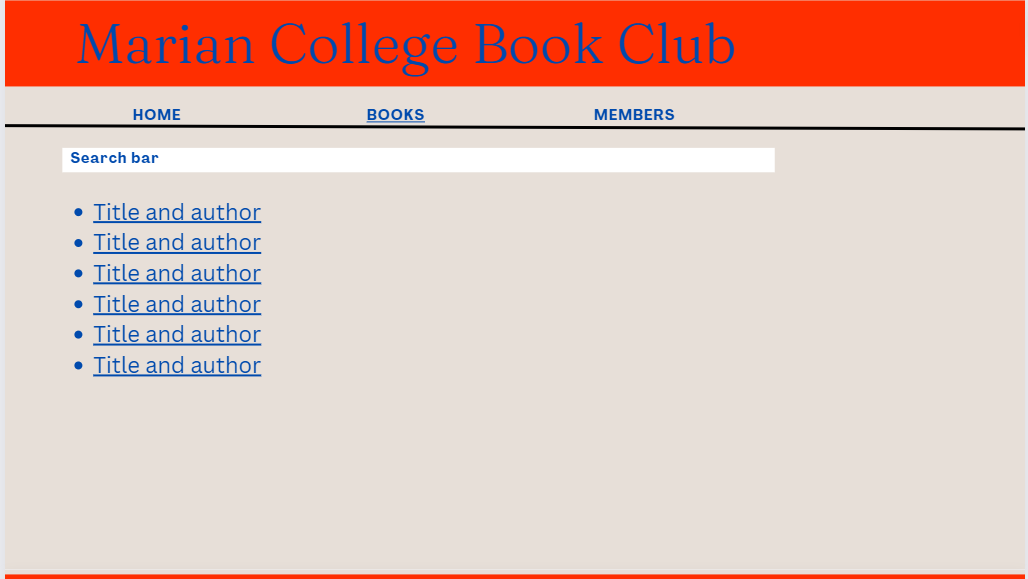 Marian College Book Club
HOME BOOKS MEMBERS
Search bar
Title and author
Title and author
Title and author
Title and author
Title and author
Title and author